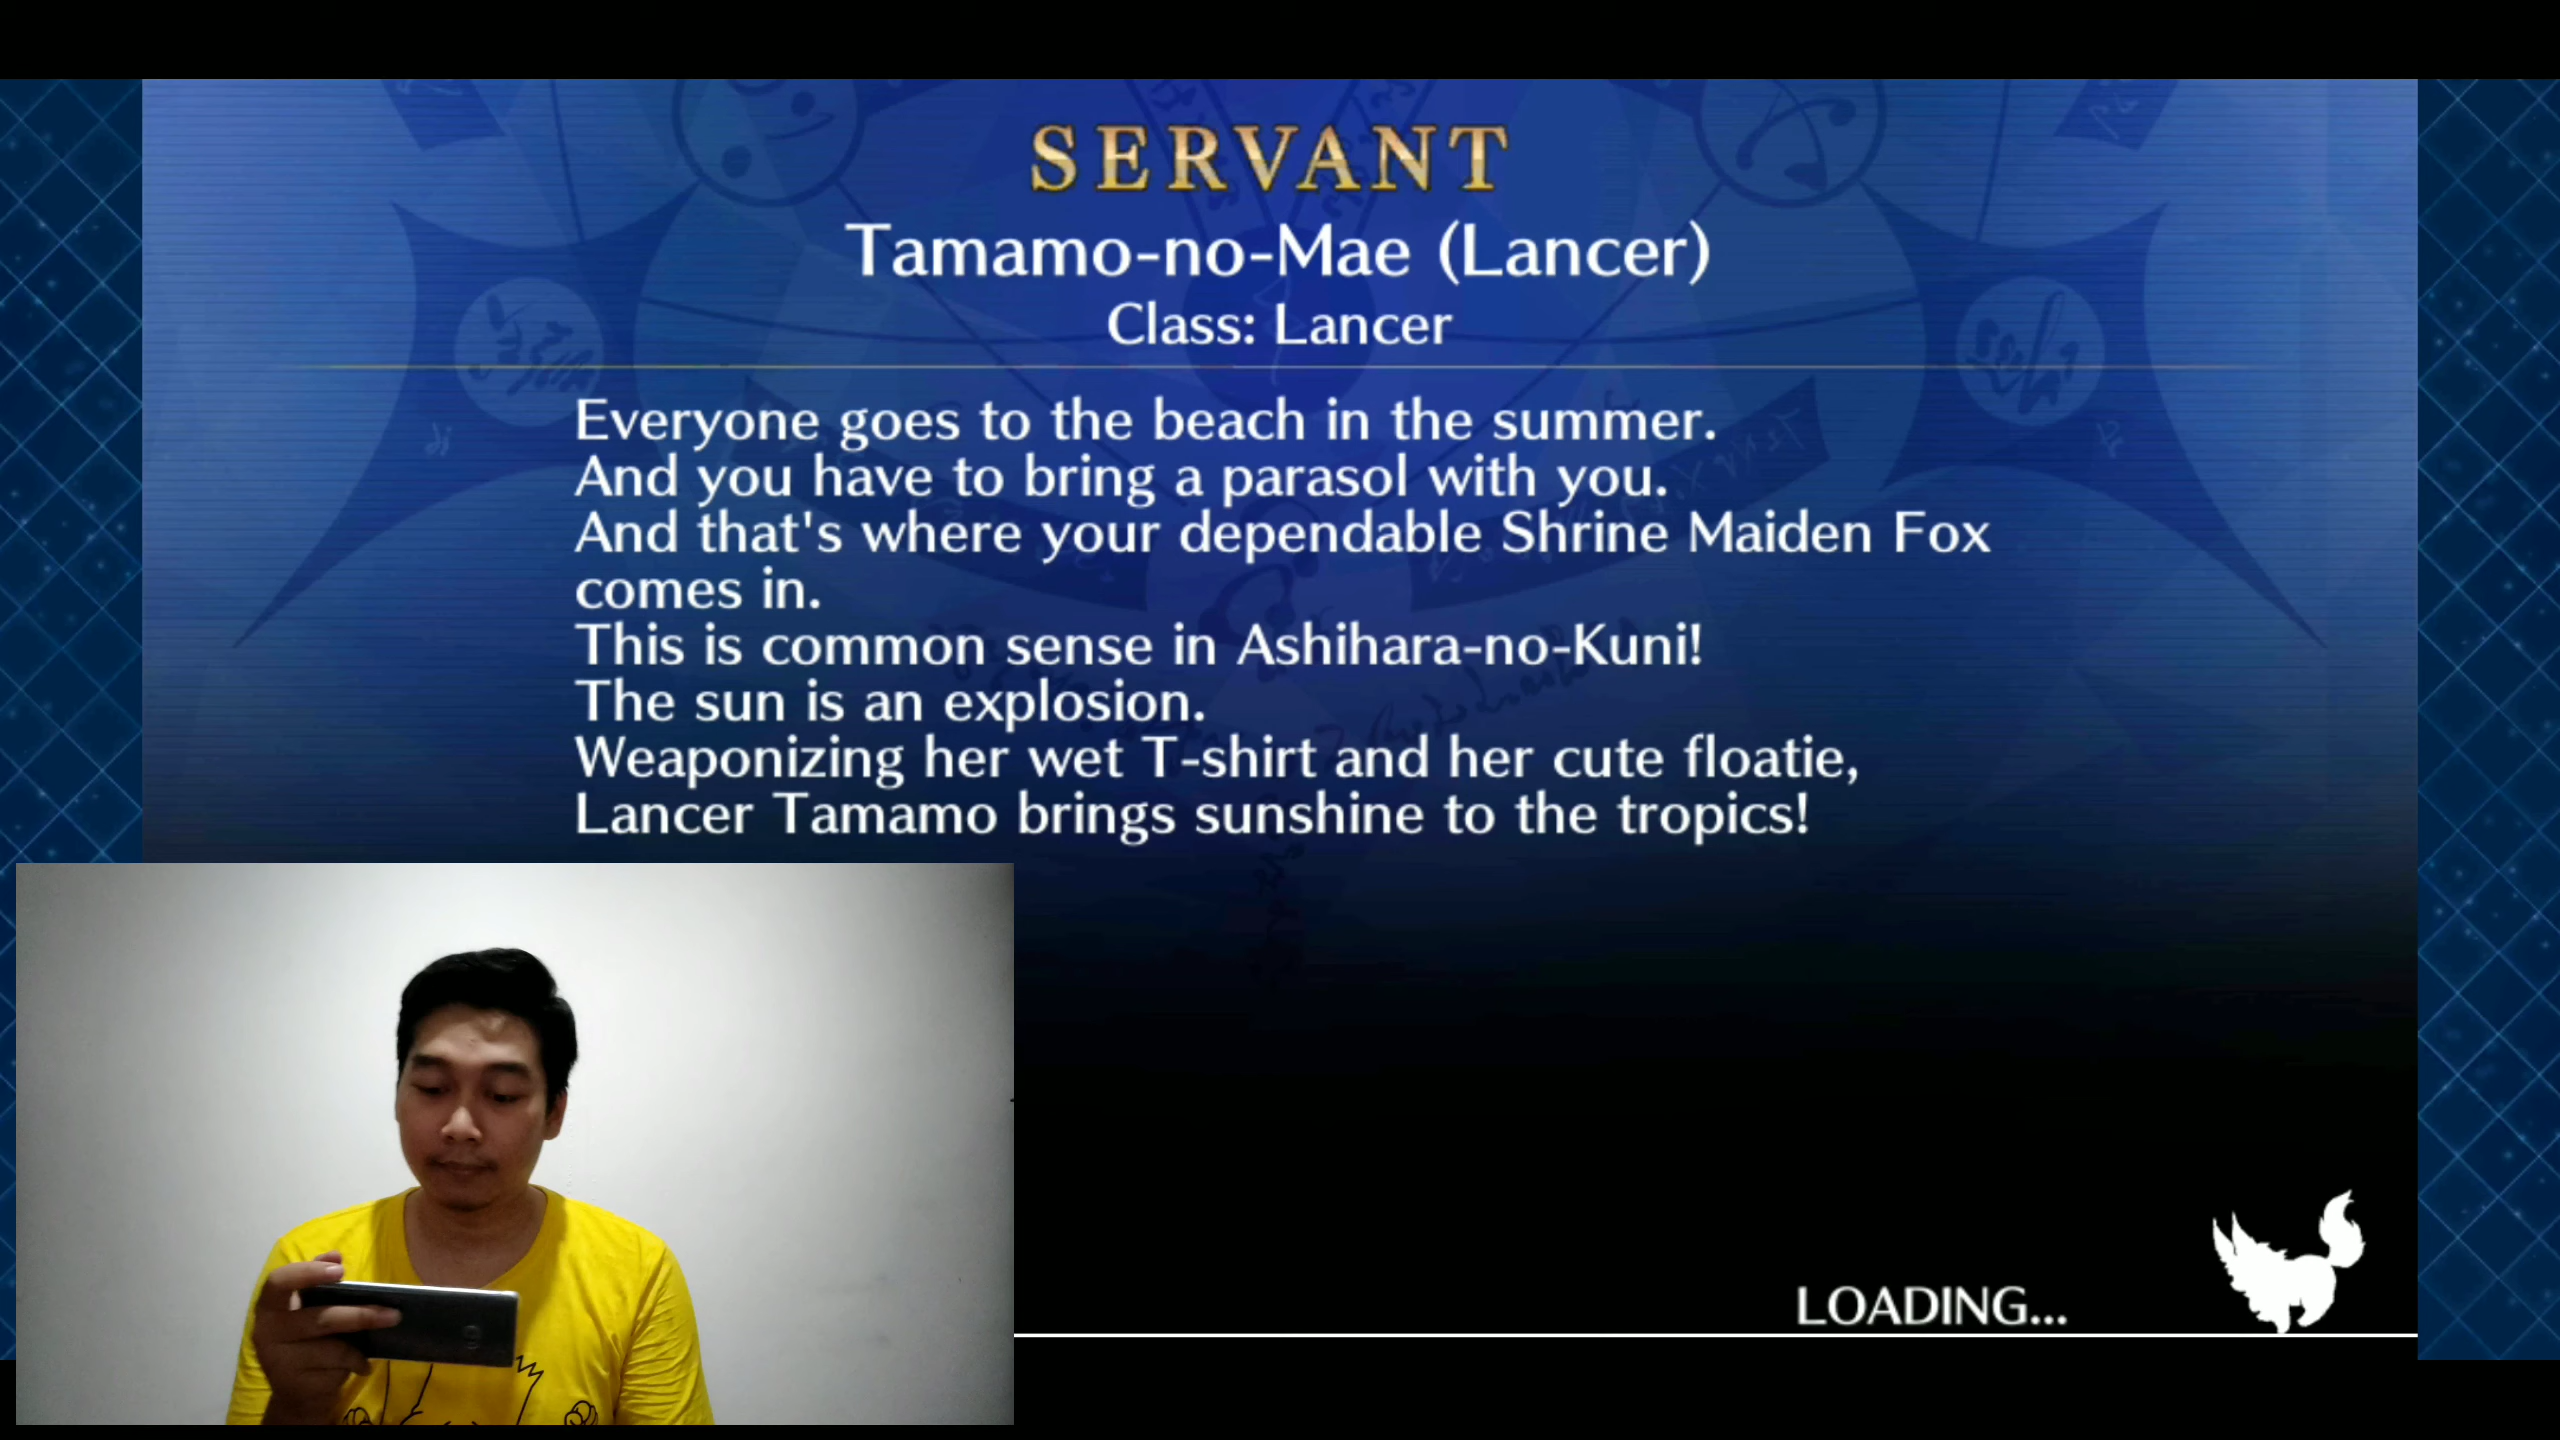 SERVANT
Tamamo-no-Mae (Lancer)
Class: Lancer
Everyone goes to the beach in the summer.
And you have to bring a parasol with you.
And that's where your dependable Shrine Maiden Fox
comes in.
This is common sense in Ashihara-no-Kuni!
The sun is an explosion.
Weaponizing her wet T-shirt and her cute floatie,
Lancer Tamamo brings sunshine to the tropics!
LOADING...